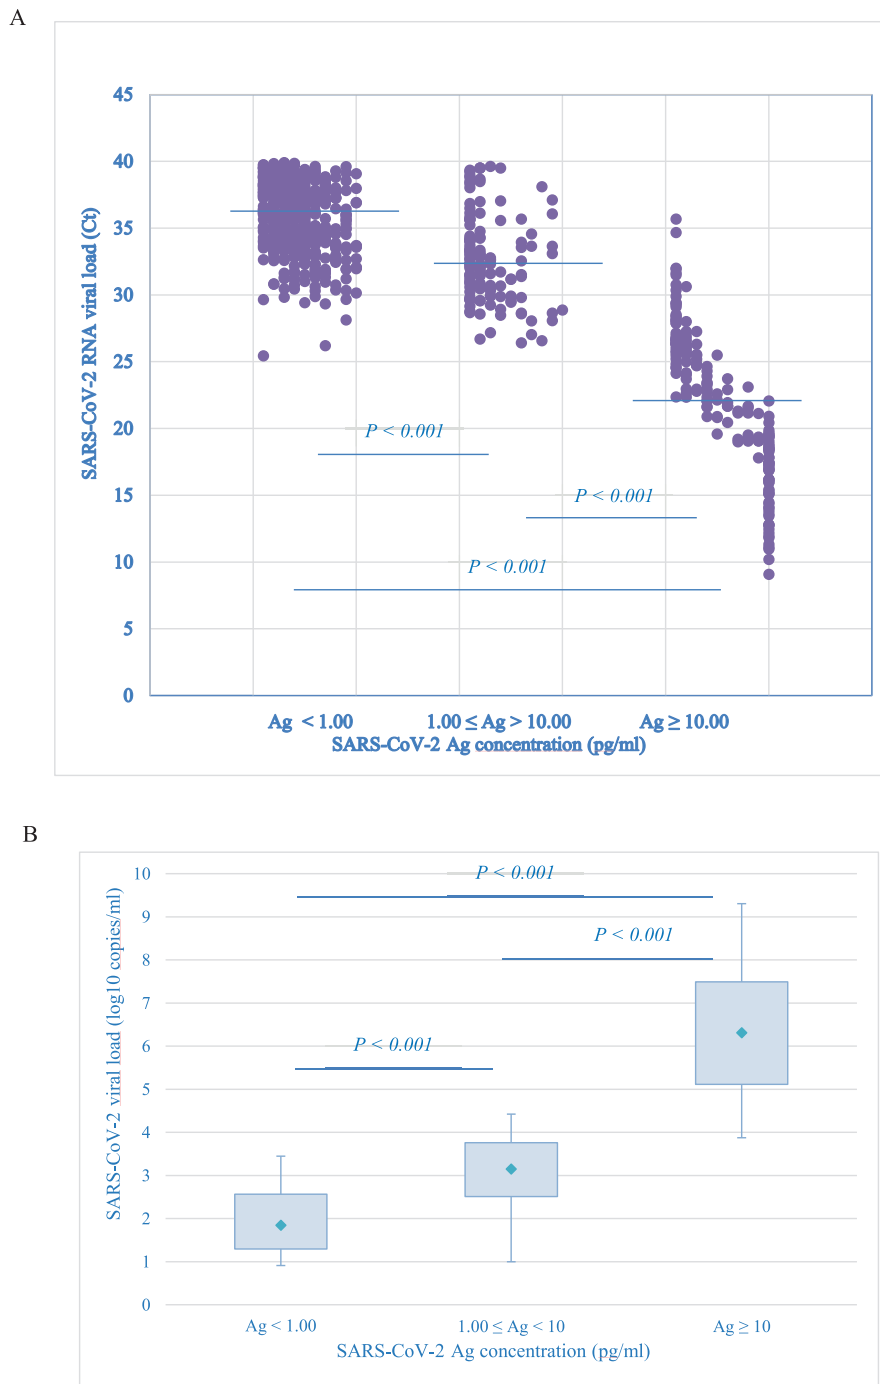 A
SARS-CoV-2 RNA viral load (Ct)
45
40
35
30
25
20
15
10
5
0
P < 0.001
P < 0.001
P < 0.001
Ag < 1.00
1.00 ≤ Ag > 10.00
Ag ≥ 10.00
SARS-CoV-2 Ag concentration (pg/ml)
B
SARS-CoV-2 viral load (log10 copies/ml)
10
9
8
7
6
5
4
3
2
1
0
P < 0.001
P < 0.001
P < 0.001
Ag < 1.00
1.00 ≤ Ag < 10
Ag ≥ 10
SARS-CoV-2 Ag concentration (pg/ml)